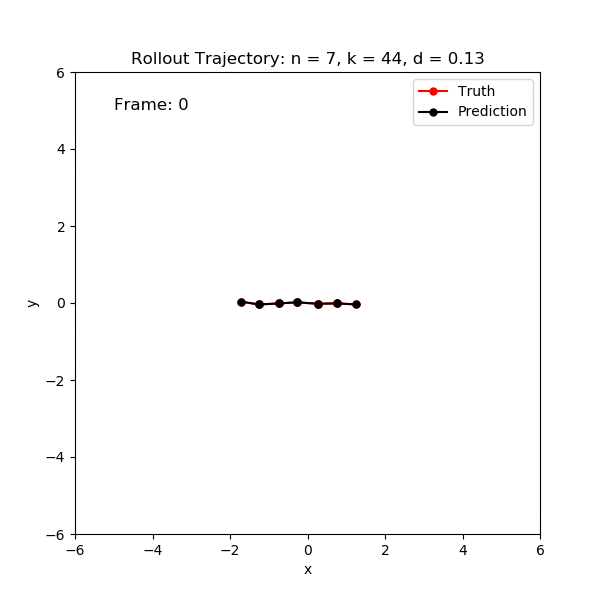 Rollout Trajectory: n = 7, k = 44, d = 0.13
Frame: 0
Truth
Prediction
6
4
2
0
−2
−4
−6
y
−6 −4 −2 0 2 4 6
x